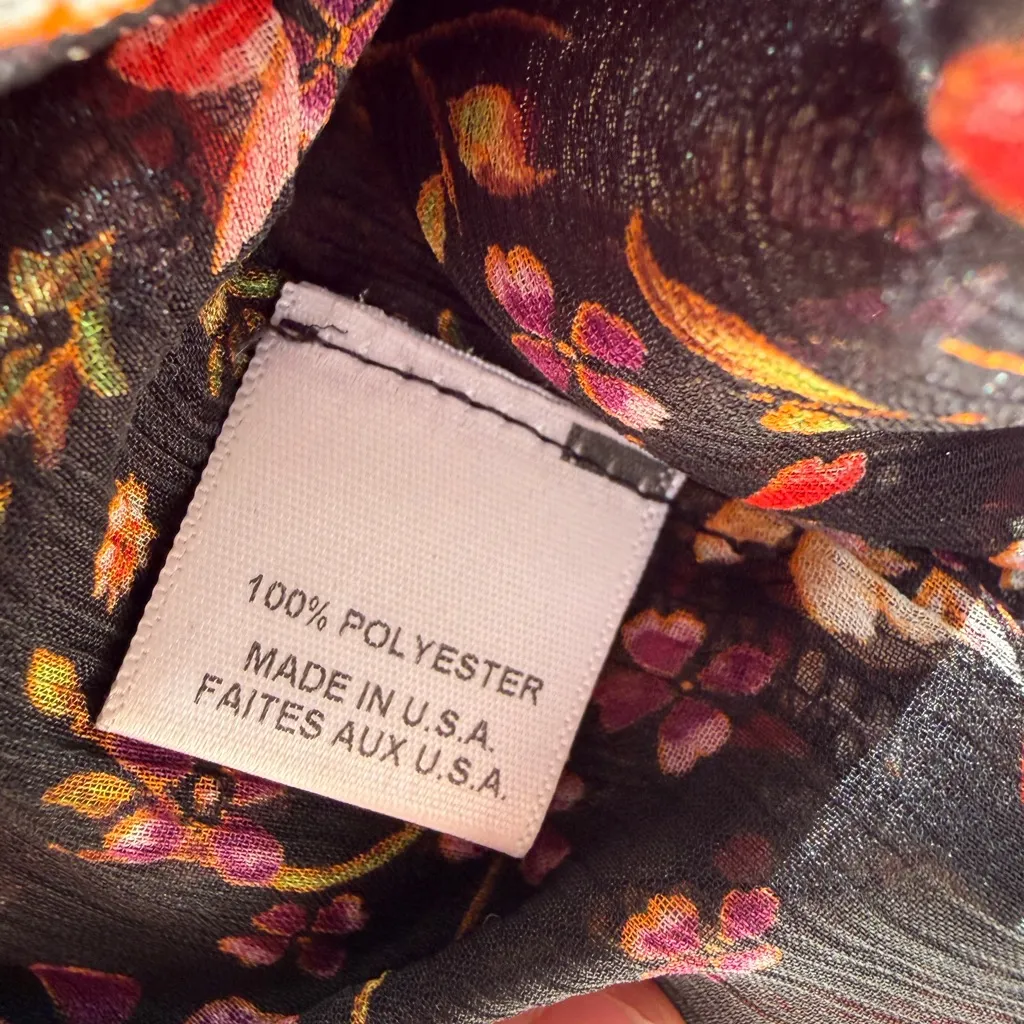 100% POLYESTER
MADE IN U.S.A.
FAITES AUX U.S.A.